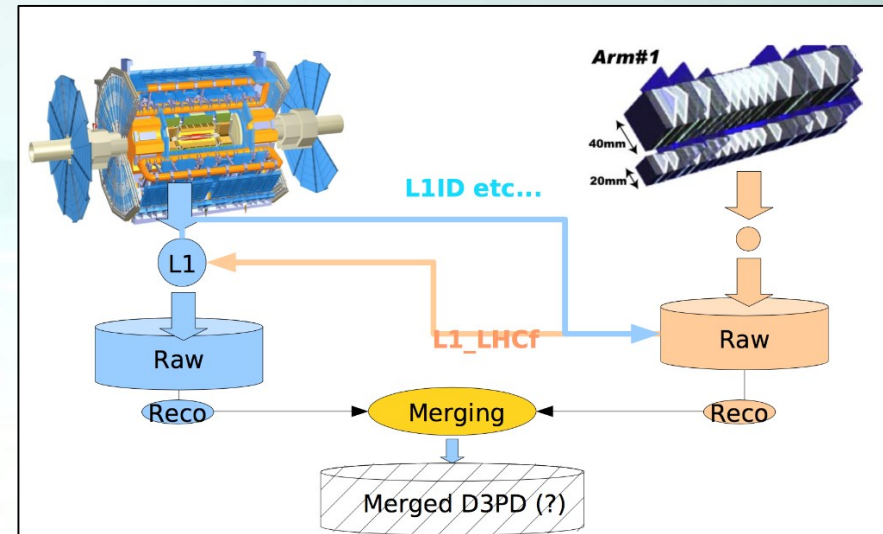 Arm#1
40mm
20mm
L1ID etc...
L1
L1_LHCf
Raw
Raw
Reco
Merging
Reco
Merged D3PD (?)